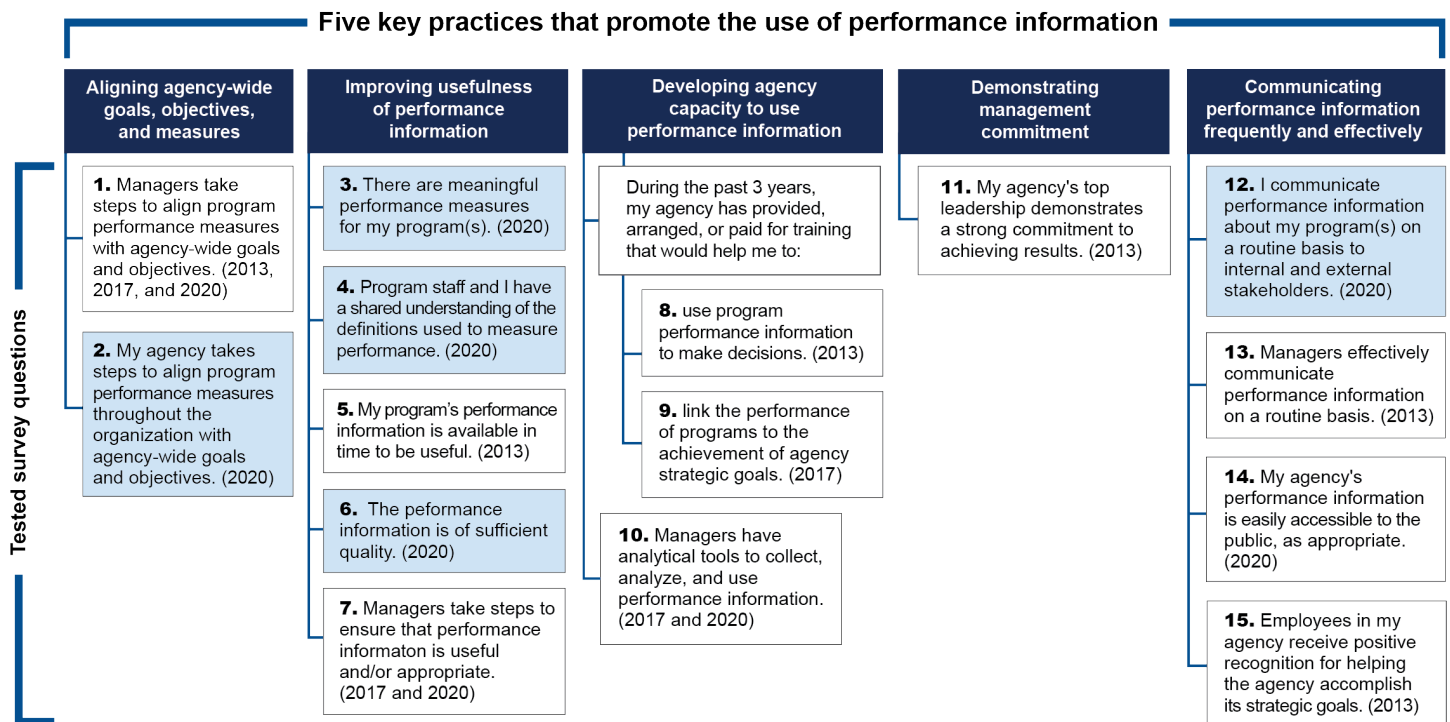 Five key practices that promote the use of performance information
Aligning agency-wide
goals, objectives,
and measures
Improving usefulness
of performance
information
Developing agency
capacity to use
performance information
Demonstrating
management
commitment
Communicating
performance information
frequently and effectively
Tested survey questions
1. Managers take
steps to align program
performance measures
with agency-wide goals
and objectives. (2013,
2017, and 2020)
2. My agency takes
steps to align program
performance measures
throughout the
organization with
agency-wide goals
and objectives. (2020)
3. There are meaningful
performance measures
for my program(s). (2020)
4. Program staff and I have
a shared understanding of the
definitions used to measure
performance. (2020)
5. My program's performance
information is available in
time to be useful. (2013)
6. The peformance
information is of sufficient
quality. (2020)
7. Managers take steps to
ensure that performance
informaton is useful
and/or appropriate.
(2017 and 2020)
During the past 3 years,
my agency has provided,
arranged, or paid for training
that would help me to:
8. use program
performance information
to make decisions. (2013)
9. link the performance
of programs to the
achievement of agency
strategic goals. (2017)
10. Managers have
analytical tools to collect,
analyze, and use
performance information.
(2017 and 2020)
11. My agency's top
leadership demonstrates
a strong commitment to
achieving results. (2013)
12. I communicate
performance information
about my program(s) on
a routine basis to
internal and external
stakeholders. (2020)
13. Managers effectively
communicate
performance information
on a routine basis. (2013)
14. My agency's
performance information
is easily accessible to the
public, as appropriate.
(2020)
15. Employees in my
agency receive positive
recognition for helping
the agency accomplish
its strategic goals. (2013)